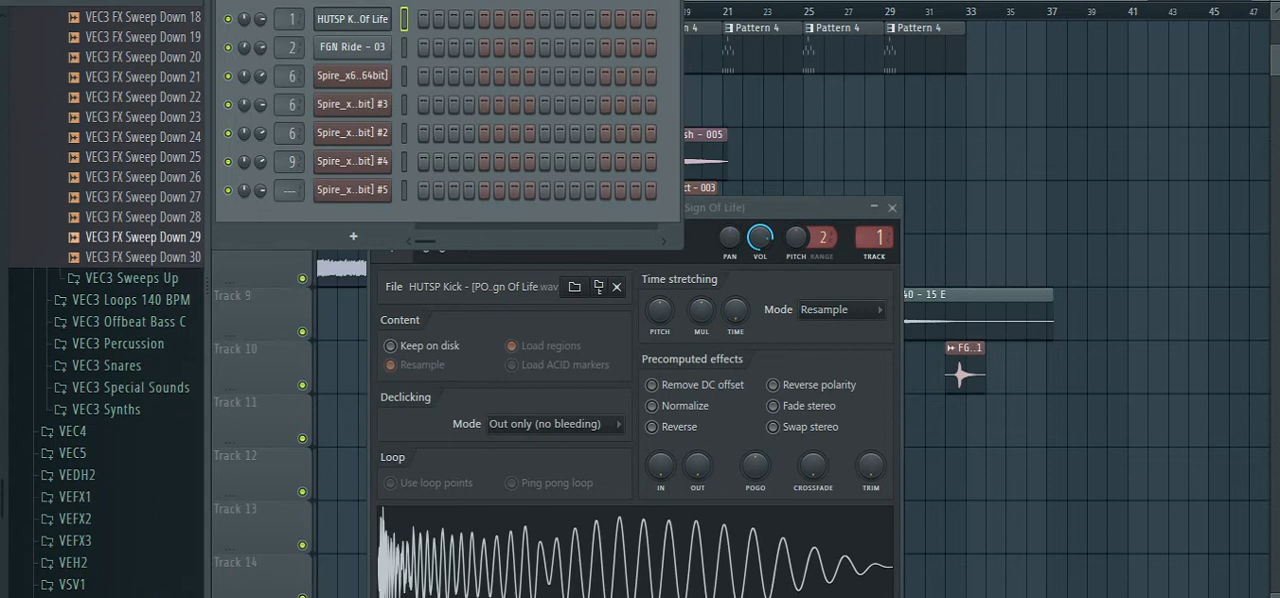 VEC3 FX Sweep Down 18
VEC3 FX Sweep Down 19
VEC3 FX Sweep Down 20
VEC3 FX Sweep Down 21
VEC3 FX Sweep Down 22
VEC3 FX Sweep Down 23
VEC3 FX Sweep Down 24
VEC3 FX Sweep Down 25
VEC3 FX Sweep Down 26
VEC3 FX Sweep Down 27
VEC3 FX Sweep Down 28
VEC3 FX Sweep Down 29
VEC3 FX Sweep Down 30
VEC3 Sweeps Up
VEC3 Loops 140 BPM
VEC3 Offbeat Bass C
VEC3 Percussion
VEC3 Snares
VEC3 Special Sounds
VEC3 Synths
VEC4
VEC5
VEDH2
VEFX1
VEFX2
VEFX3
VEH2
VSV1
1 HUTSP K..Of Life
2 FGN Ride - 03
6 Spire_x6..64bit]
6 Spire_x..bit] #3
6 Spire_x..bit] #2
9 Spire_x..bit] #4
--- Spire_x..bit] #5
+
21 23 25 27 29 31 33 35 37 39 41 43 45 47
Pattern 4 Pattern 4 Pattern 4
sh - 005
ct - 003
40 - 15 E
FG..1
Track 9
Track 10
Track 11
Track 12
Track 13
Track 14
Sign Of Life)
PAN VOL PITCH 2 RANGE 1 TRACK
File HUTSP Kick - [PO..gn Of Life.wav
Content
Keep on disk Load regions
Resample Load ACID markers
Declicking
Mode Out only (no bleeding)
Loop
Use loop points Ping pong loop
Time stretching
PITCH MUL TIME Mode Resample
Precomputed effects
Remove DC offset Reverse polarity
Normalize Fade stereo
Reverse Swap stereo
IN OUT POGO CROSSFADE TRIM